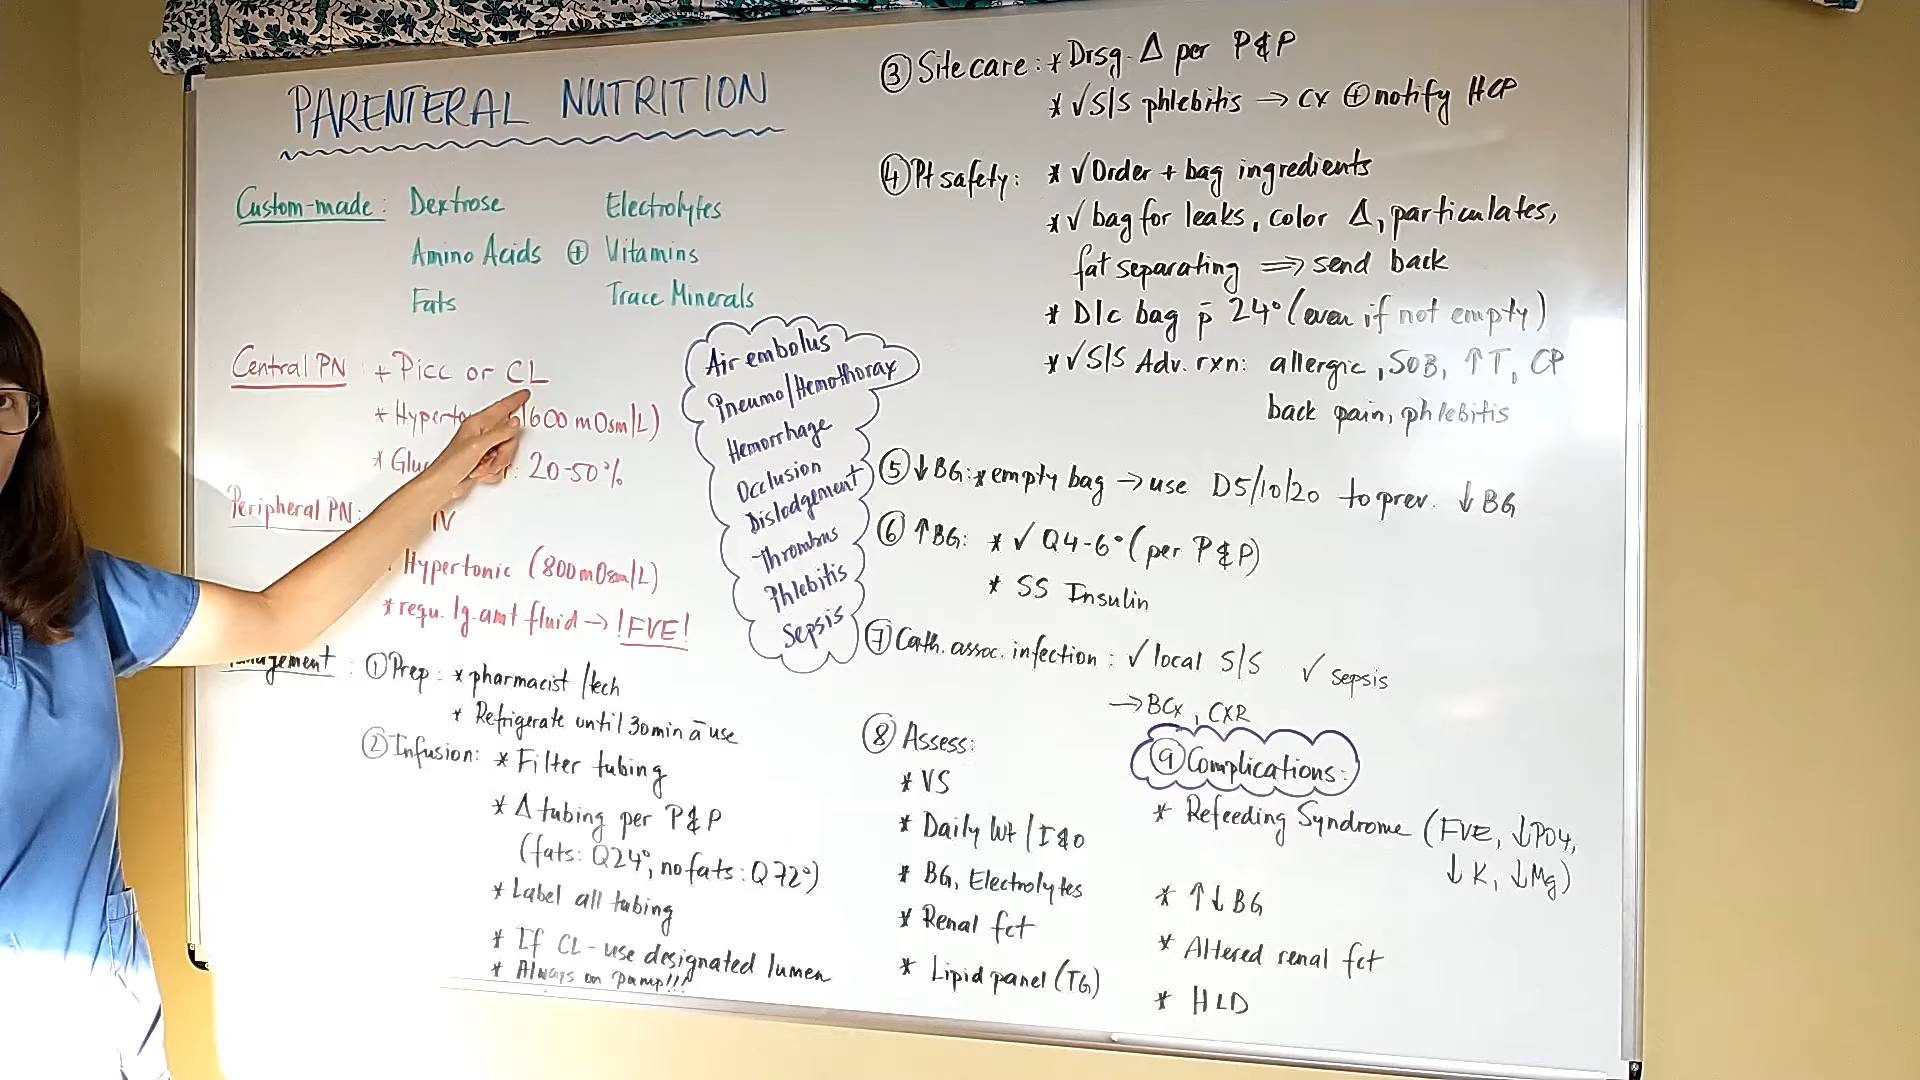 PARENTERAL NUTRITION
Custom-made: Dextrose Electrolytes
Amino Acids ⊕ Vitamins
Fats Trace Minerals
Central PN + Picc or CL
* Hyperto 1600 mOsm/L)
* Glu 20-50%
Peripheral PN: IV
Hypertonic (800mOsm/L)
* requ. lg. amt fluid → !FVE!
Air embolus
Pneumo/Hemothorax
Hemorrhage
Occlusion
Dislodgement
Thrombus
Phlebitis
Sepsis
nagement: ① Prep: * pharmacist/tech
* Refrigerate until 30min ā use
② Infusion: * Filter tubing
* Δ tubing per P&P
(fats: Q24°, no fats: Q72°)
* Label all tubing
* If CL - use designated lumen
* Always on pump!!!
③ Site care: * Drsg. Δ per P&P
* √S/S phlebitis → cx ⊕ notify HCP
④ Pt safety: * √Order + bag ingredients
* √ bag for leaks, color Δ, particulates,
fat separating ⇒ send back
* D/c bag p̄ 24° (even if not empty)
* √S/S Adv. rxn: allergic, SOB, ↑T, CP
back pain, phlebitis
⑤ ↓BG: * empty bag → use D5/10/20 to prev. ↓BG
⑥ ↑BG: * √ Q4-6° (per P&P)
* SS Insulin
⑦ Cath. assoc. infection: √ local S/S √ sepsis
→ BCx, CXR
⑧ Assess:
* VS
* Daily Wt / I&O
* BG, Electrolytes
* Renal fct
* Lipid panel (TG)
⑨ Complications:
* Refeeding Syndrome (FVE, ↓PO4,
↓K, ↓Mg)
* ↑↓BG
* Altered renal fct
* HLD